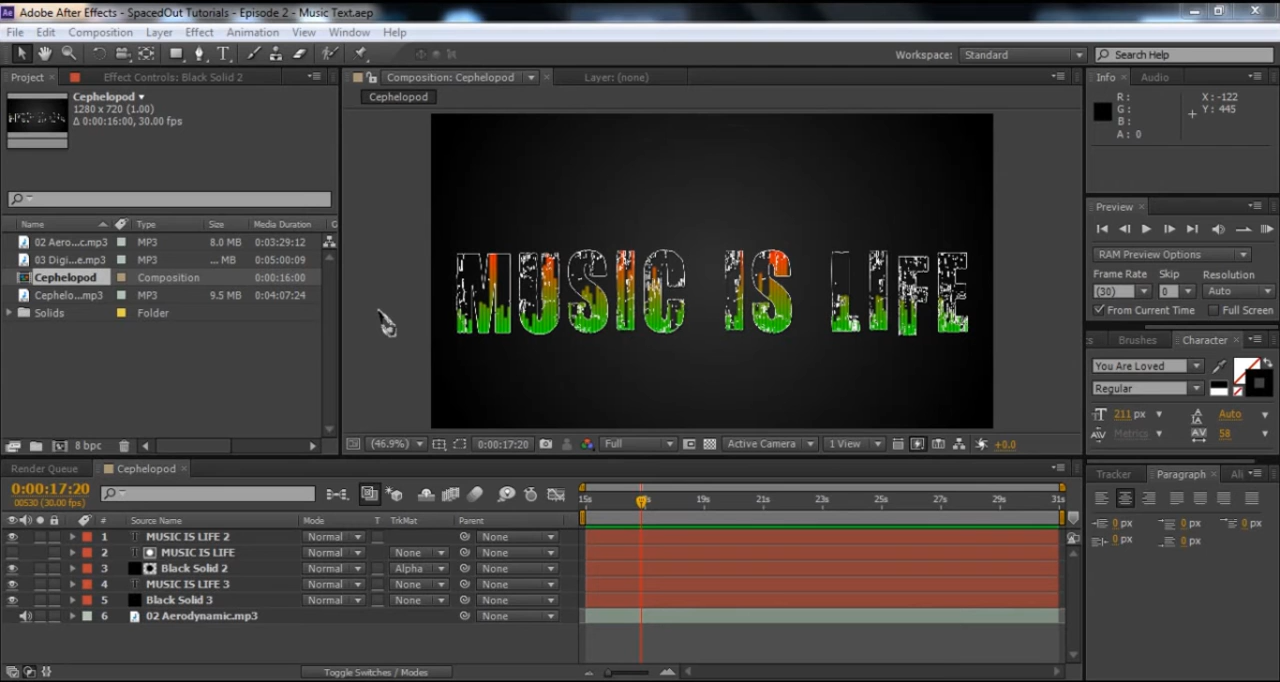 Adobe After Effects - SpacedOut Tutorials - Episode 2 - Music Text.aep
File Edit Composition Layer Effect Animation View Window Help
Workspace: Standard Search Help
Project Effect Controls: Black Solid 2 Composition: Cephelopod Layer: (none) Info Audio
Cephelopod
Cephelopod
1280 x 720 (1.00)
Δ 0:00:16:00, 30.00 fps
R :
G :
B :
A : 0
X : -122
Y : 445
MUSIC IS LIFE
Preview
RAM Preview Options
Frame Rate Skip Resolution
(30) 0 Auto
From Current Time Full Screen
Name Type Size Media Duration
02 Aero...c.mp3 MP3 8.0 MB 0:03:29:12
03 Digi...e.mp3 MP3 ... MB 0:05:00:09
Cephelopod Composition 0:00:16:00
Cephelo...mp3 MP3 9.5 MB 0:04:07:24
Solids Folder
Brushes Character
You Are Loved
Regular
211 px Auto
Metrics 58
8 bpc
(46.9%) 0:00:17:20 Full Active Camera 1 View +0.0
Render Queue Cephelopod
Tracker Paragraph Ali
0:00:17:20
00530 (30.00 fps)
15s 19s 21s 23s 25s 27s 29s 31s
0 px 0 px 0 px
0 px 0 px
# Source Name Mode T TrkMat Parent
1 MUSIC IS LIFE 2 Normal None
2 MUSIC IS LIFE Normal None None
3 Black Solid 2 Normal Alpha None
4 MUSIC IS LIFE 3 Normal None None
5 Black Solid 3 Normal None None
6 02 Aerodynamic.mp3 None
Toggle Switches / Modes